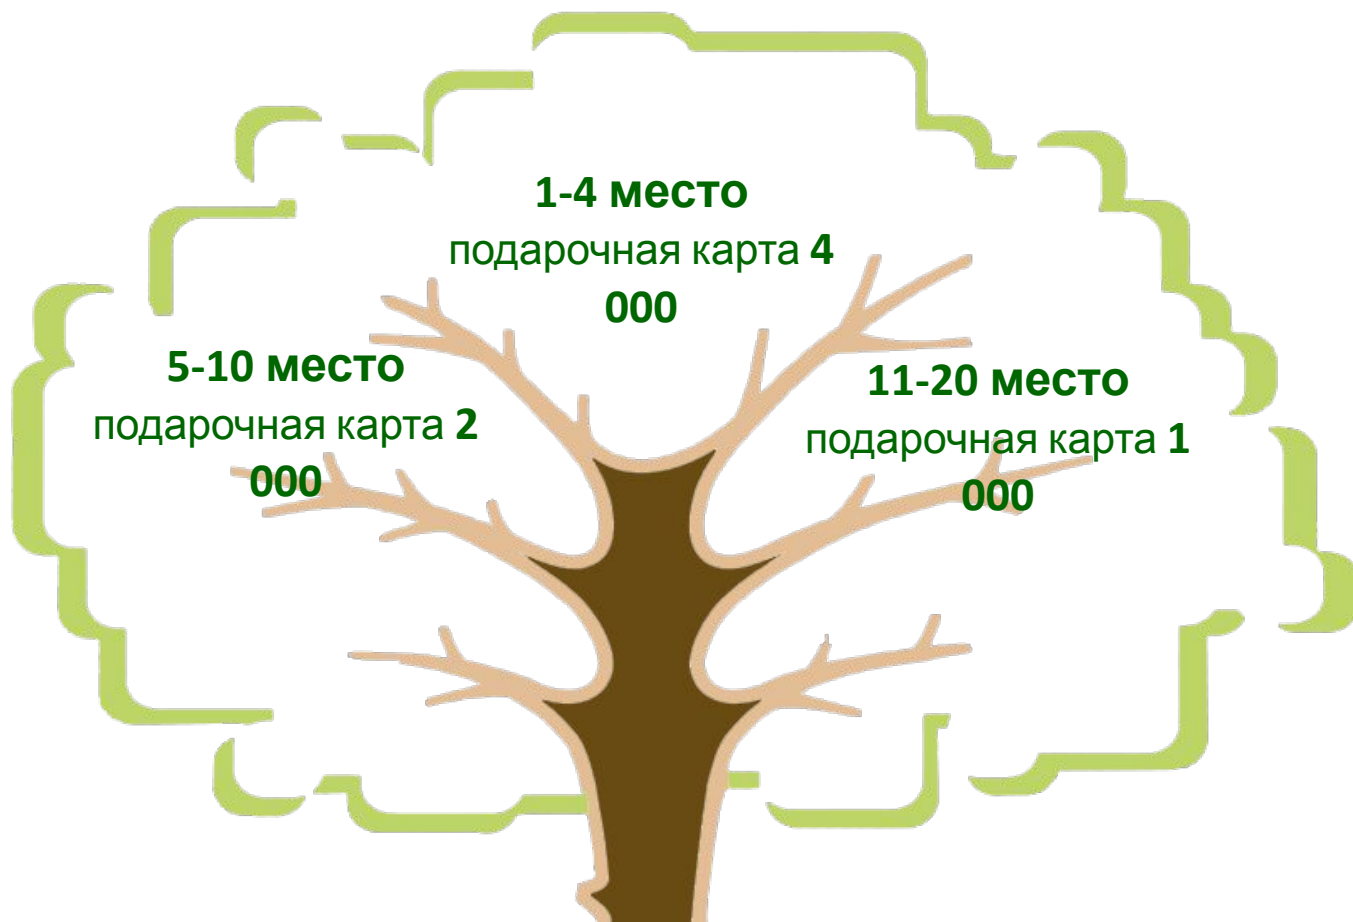 1-4 место
подарочная карта 4
000
5-10 место
подарочная карта 2
000
11-20 место
подарочная карта 1
000